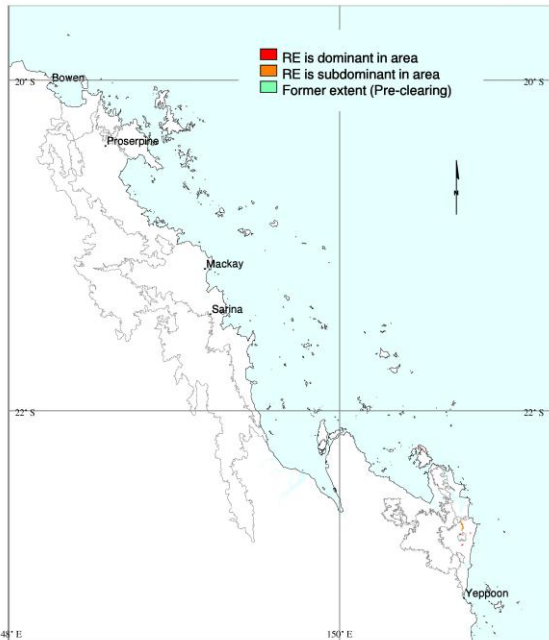 RE is dominant in area
RE is subdominant in area
Former extent (Pre-clearing)
20° S
20° S
Bowen
Proserpine
N
Mackay
Sarina
22° S
22° S
Yeppoon
48° E
150° E